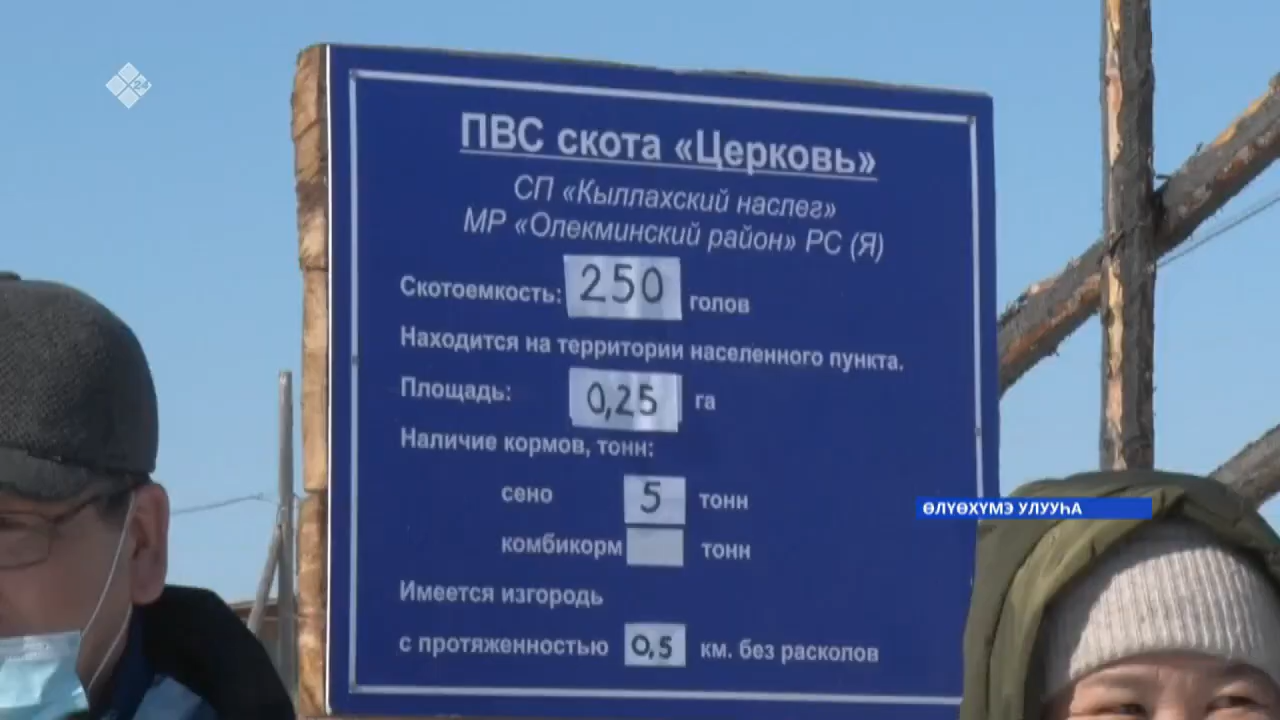 24
ПВС скота «Церковь»
СП «Кыллахский наслег»
МР «Олекминский район» РС (Я)
Скотоемкость: 250 голов
Находится на территории населенного пункта.
Площадь: 0,25 га
Наличие кормов, тонн:
сено 5 тонн
комбикорм тонн
Имеется изгородь
с протяженностью 0,5 км. без расколов
ӨЛҮӨХҮМЭ УЛУУҺА